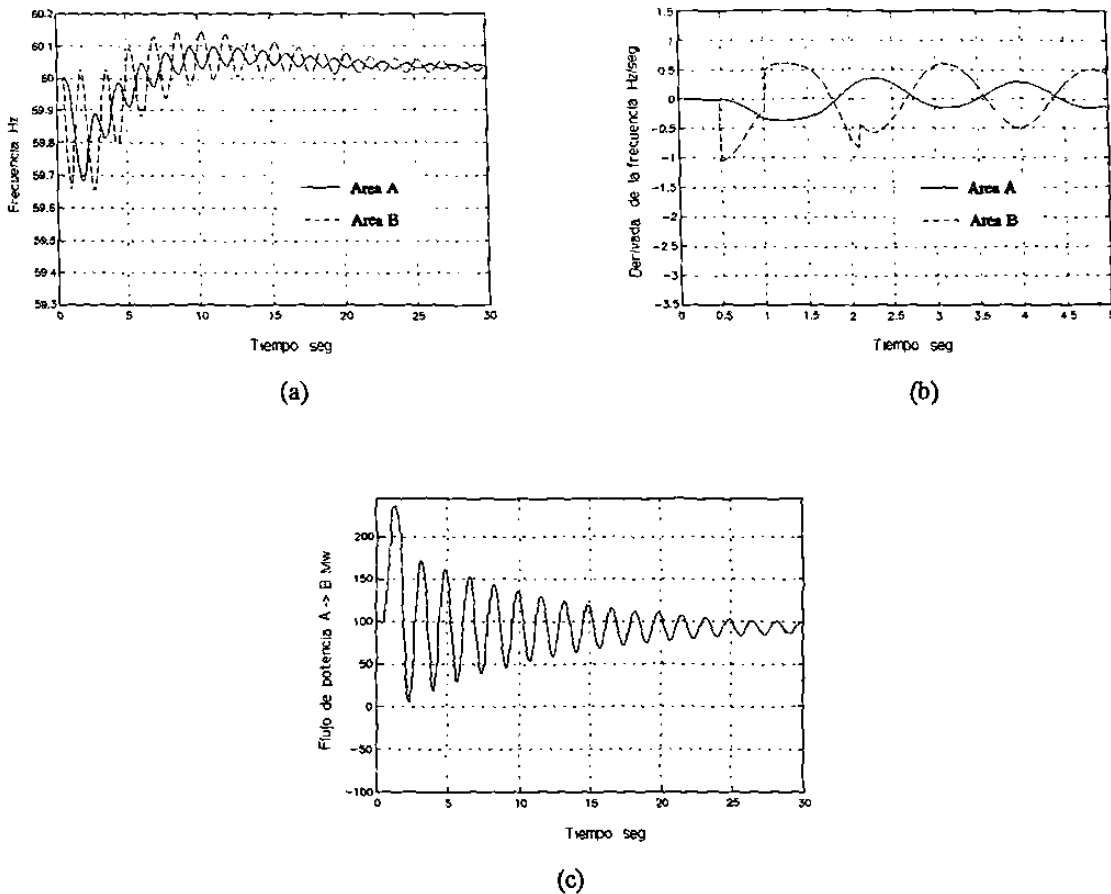 60.2
60.1
60
59.9
59.8
59.7
59.6
59.5
59.4
59.3
Frecuencia Hz
Area A
Area B
0 5 10 15 20 25 30
Tiempo seg
(a)
1.5
1
0.5
0
-0.5
-1
-1.5
-2
-2.5
-3
-3.5
Derivada de la frecuencia Hz/seg
Area A
Area B
0 0.5 1 1.5 2 2.5 3 3.5 4 4.5 5
Tiempo seg
(b)
200
150
100
50
0
-50
-100
Flujo de potencia A -> B Mw
0 5 10 15 20 25 30
Tiempo seg
(c)